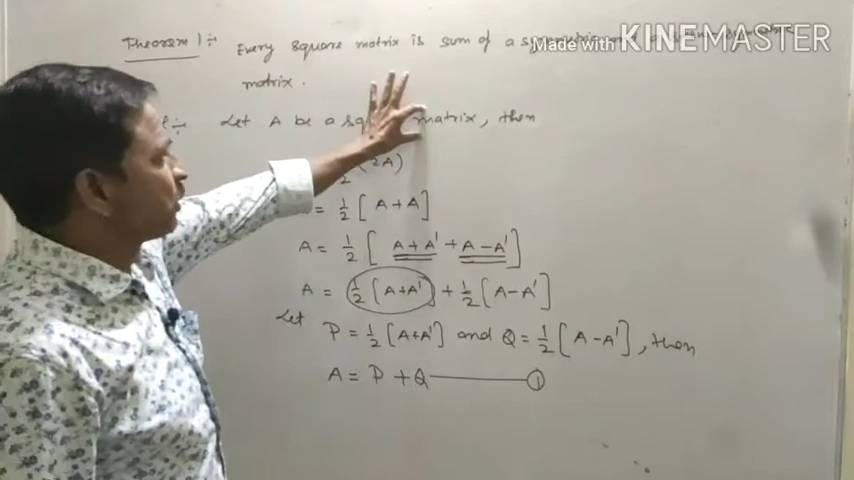 Made with KINEMASTER
Theorem 1 :- Every square matrix is sum of a
matrix.
Let A be a matrix, then
(2A)
= 1/2 [A+A]
A = 1/2 [A+A' + A-A']
A = 1/2 [A+A'] + 1/2 [A-A']
Let P = 1/2 [A+A'] and Q = 1/2 [A-A'], then
A = P + Q ——— ①